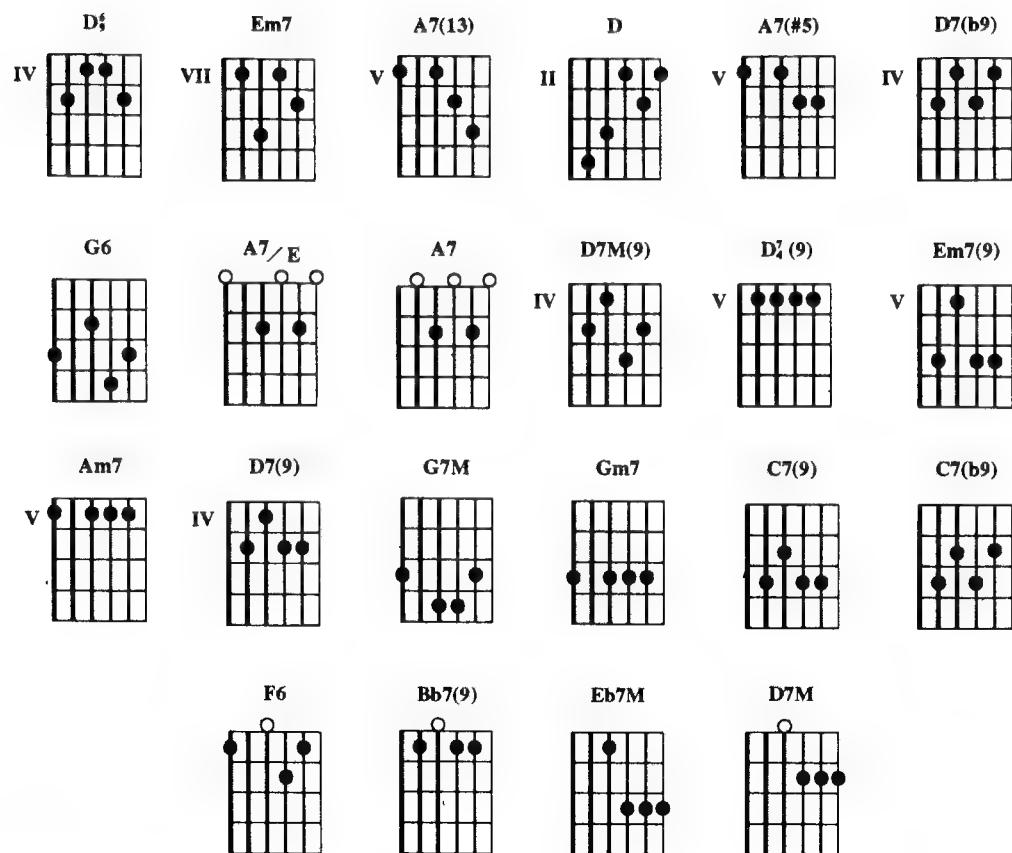 D6/9 Em7 A7(13) D A7(#5) D7(b9)
IV VII V II V IV
G6 A7/E A7 D7M(9) D7/4 (9) Em7(9)
IV V V
Am7 D7(9) G7M Gm7 C7(9) C7(b9)
V IV
F6 Bb7(9) Eb7M D7M